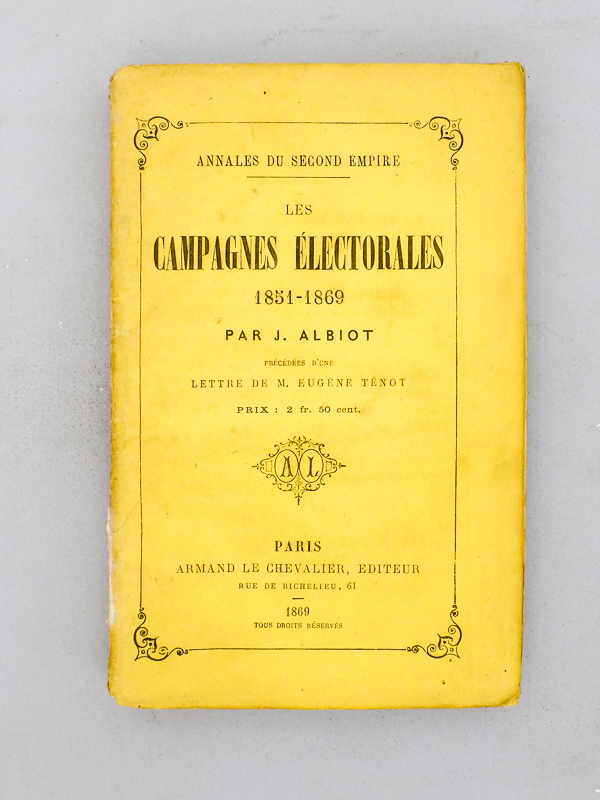 ANNALES DU SECOND EMPIRE
LES
CAMPAGNES ÉLECTORALES
1851-1869
PAR J. ALBIOT
PRÉCÉDÉES D'UNE
LETTRE DE M. EUGÈNE TÉNOT
PRIX : 2 fr. 50 cent.
AL
PARIS
ARMAND LE CHEVALIER, EDITEUR
RUE DE RICHELIEU, 61
1869
TOUS DROITS RÉSERVÉS